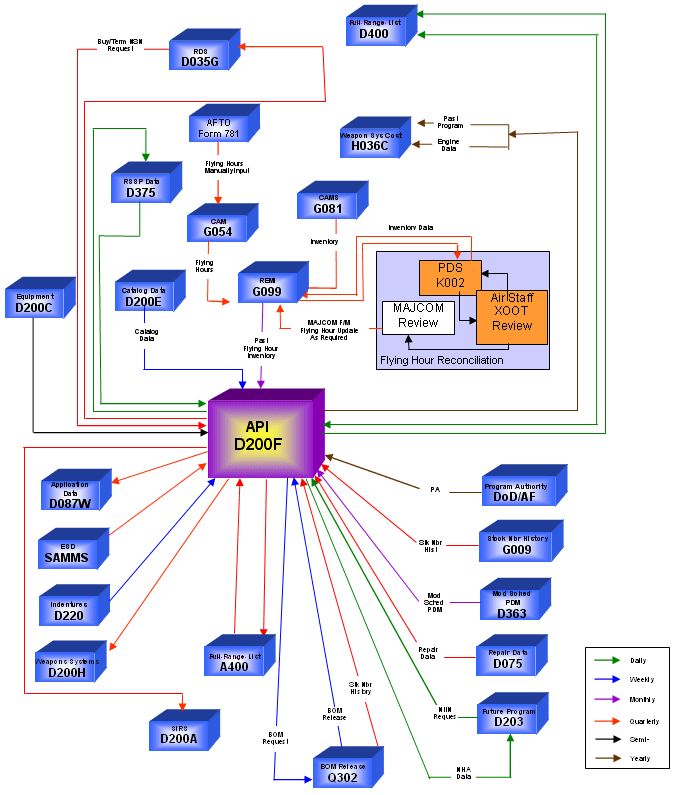 Full-Range-List
D400
Buy/Term NSN
Request
RDS
D035G
AFTO
Form 781
Past
Program
Engine
Data
Weapon Sys Cost
H036C
RSSP Data
D375
Flying Hours
Manually Input
CAMS
G081
CAM
G054
Inventory
Inventory Data
Flying
Hours
PDS
K002
Equipment
D200C
Catalog Data
D200E
REMI
G099
Air Staff
XOOT
Review
MAJCOM
Review
Catalog
Data
Past
Flying Hour
Inventory
MAJCOM F/M
Flying Hour Update
As Required
Flying Hour Reconciliation
API
D200F
Application
Data
D087W
PA
Program Authority
DoD/AF
ESD
SAMMS
Stk Nbr
Hist
Stock Nbr History
G009
Indentures
D220
Mod
Sched
PDM
Mod Sched
PDM
D363
Weapons Systems
D200H
Full-Range-List
A400
Repair
Data
Repair Data
D075
Stk Nbr
History
SIRS
D200A
BOM
Release
BOM
Request
NIIN
Reques
Future Program
D203
BOM Release
Q302
NHA
Data
Daily
Weekly
Monthly
Quarterly
Semi-
Yearly